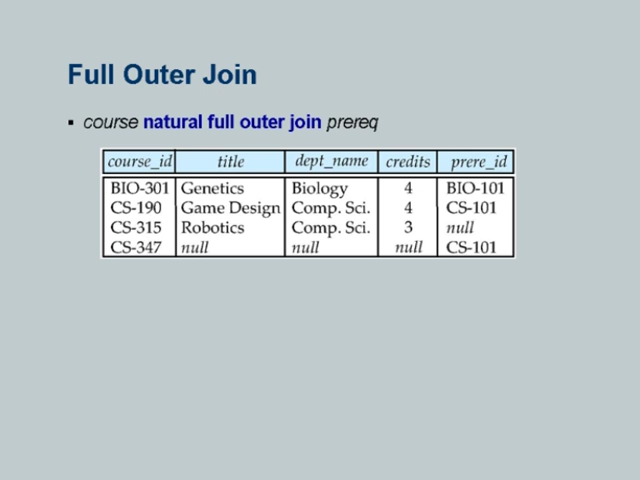 Full Outer Join
▪ course natural full outer join prereq
course_id title dept_name credits prere_id
BIO-301 Genetics Biology 4 BIO-101
CS-190 Game Design Comp. Sci. 4 CS-101
CS-315 Robotics Comp. Sci. 3 null
CS-347 null null null CS-101